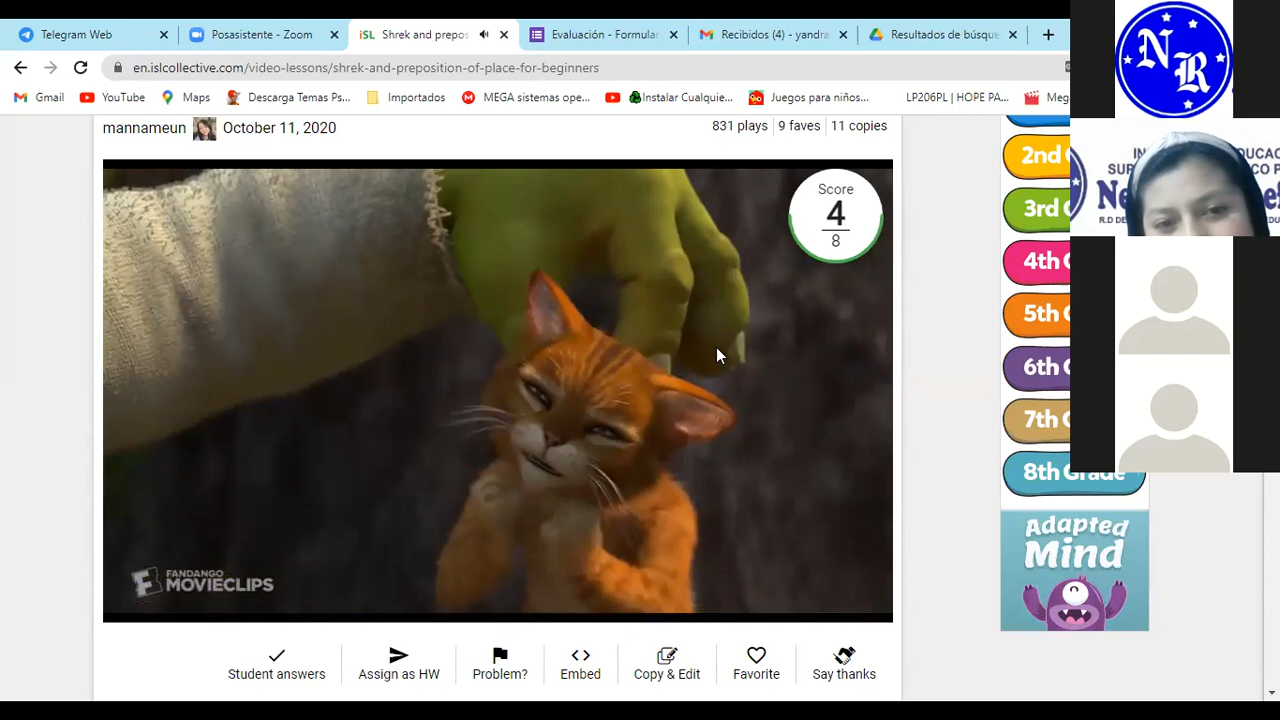 Telegram Web
Posasistente - Zoom
iSL Shrek and prepos
Evaluación - Formular
Recibidos (4) - yandra
Resultados de búsque
en.islcollective.com/video-lessons/shrek-and-preposition-of-place-for-beginners
Gmail
YouTube
Maps
Descarga Temas Ps...
Importados
MEGA sistemas ope...
Instalar Cualquie...
Juegos para niños...
LP206PL | HOPE PA...
Meg
mannameun October 11, 2020
831 plays 9 faves 11 copies
Score
4
8
FANDANGO
MOVIECLIPS
Student answers
Assign as HW
Problem?
Embed
Copy & Edit
Favorite
Say thanks
2nd
3rd
4th G
5th G
6th G
7th G
8th Grade
Adapted
Mind
N R